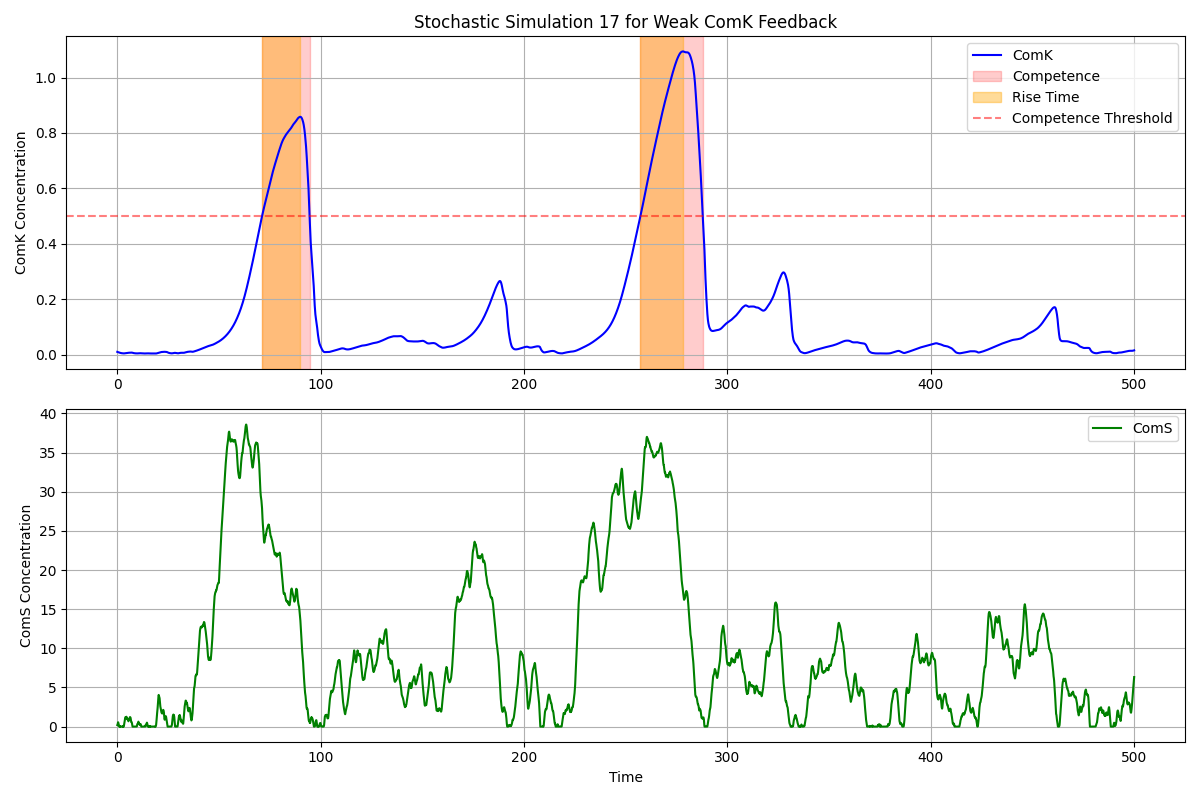 Stochastic Simulation 17 for Weak ComK Feedback
ComK Concentration
1.0
0.8
0.6
0.4
0.2
0.0
ComK
Competence
Rise Time
Competence Threshold
0 100 200 300 400 500
ComS Concentration
40
35
30
25
20
15
10
5
0
ComS
0 100 200 300 400 500
Time